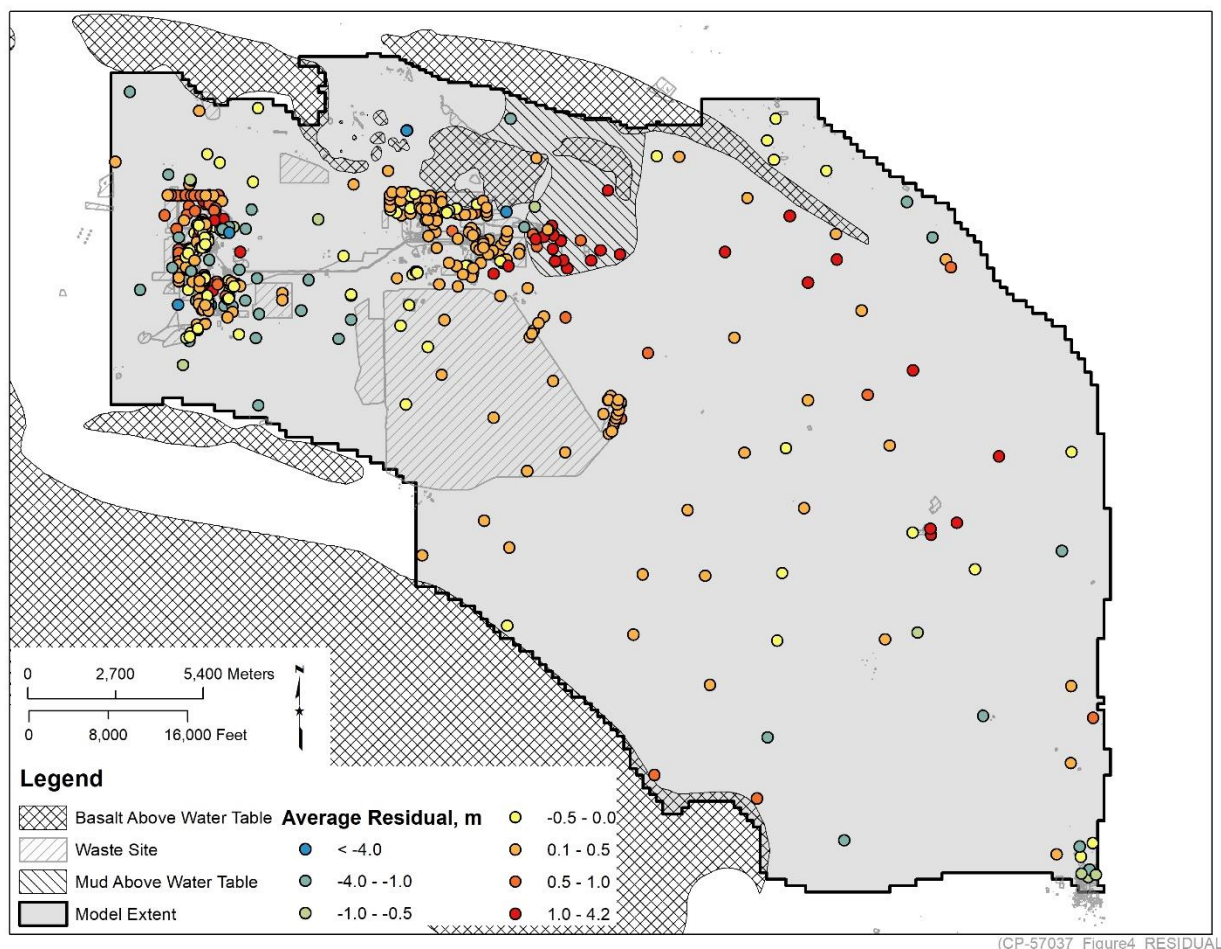 0 2,700 5,400 Meters
0 8,000 16,000 Feet
N
Legend
Basalt Above Water Table
Waste Site
Mud Above Water Table
Model Extent
Average Residual, m
< -4.0
-4.0 - -1.0
-1.0 - -0.5
-0.5 - 0.0
0.1 - 0.5
0.5 - 1.0
1.0 - 4.2
(CP-57037_Figure4_RESIDUAL